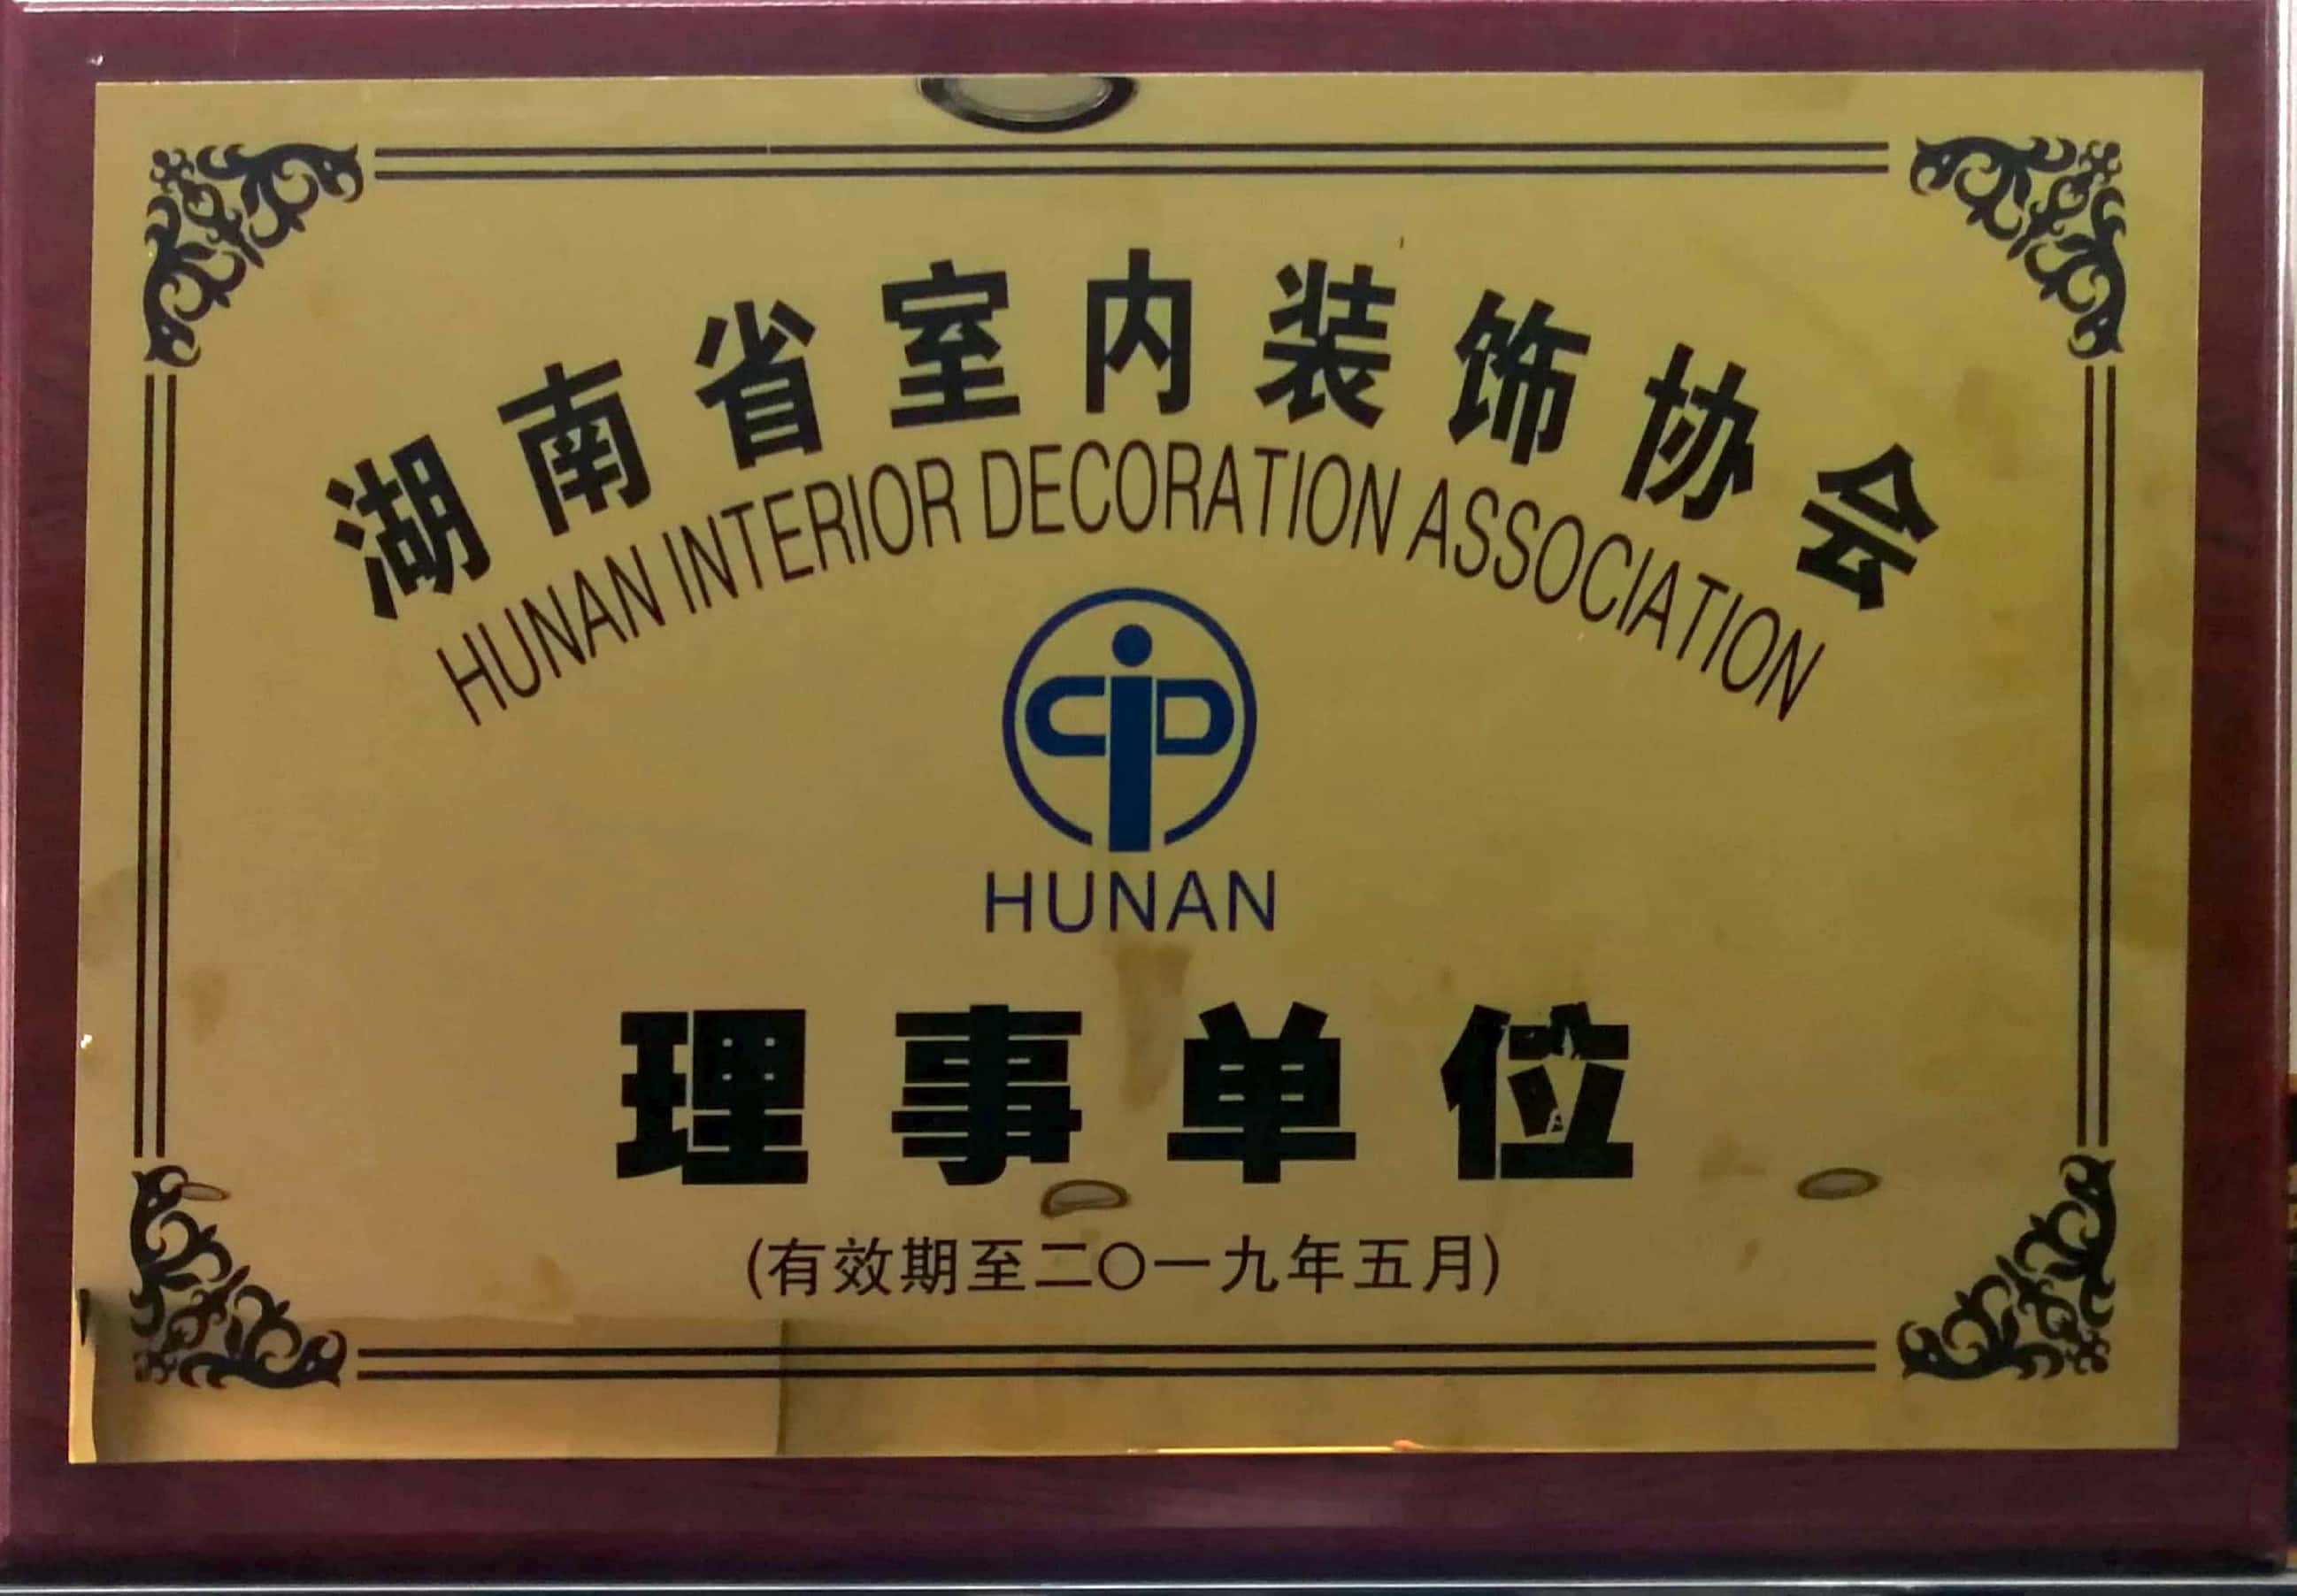 湖南省室内装饰协会
HUNAN INTERIOR DECORATION ASSOCIATION
HUNAN
理事单位
(有效期至二〇一九年五月)